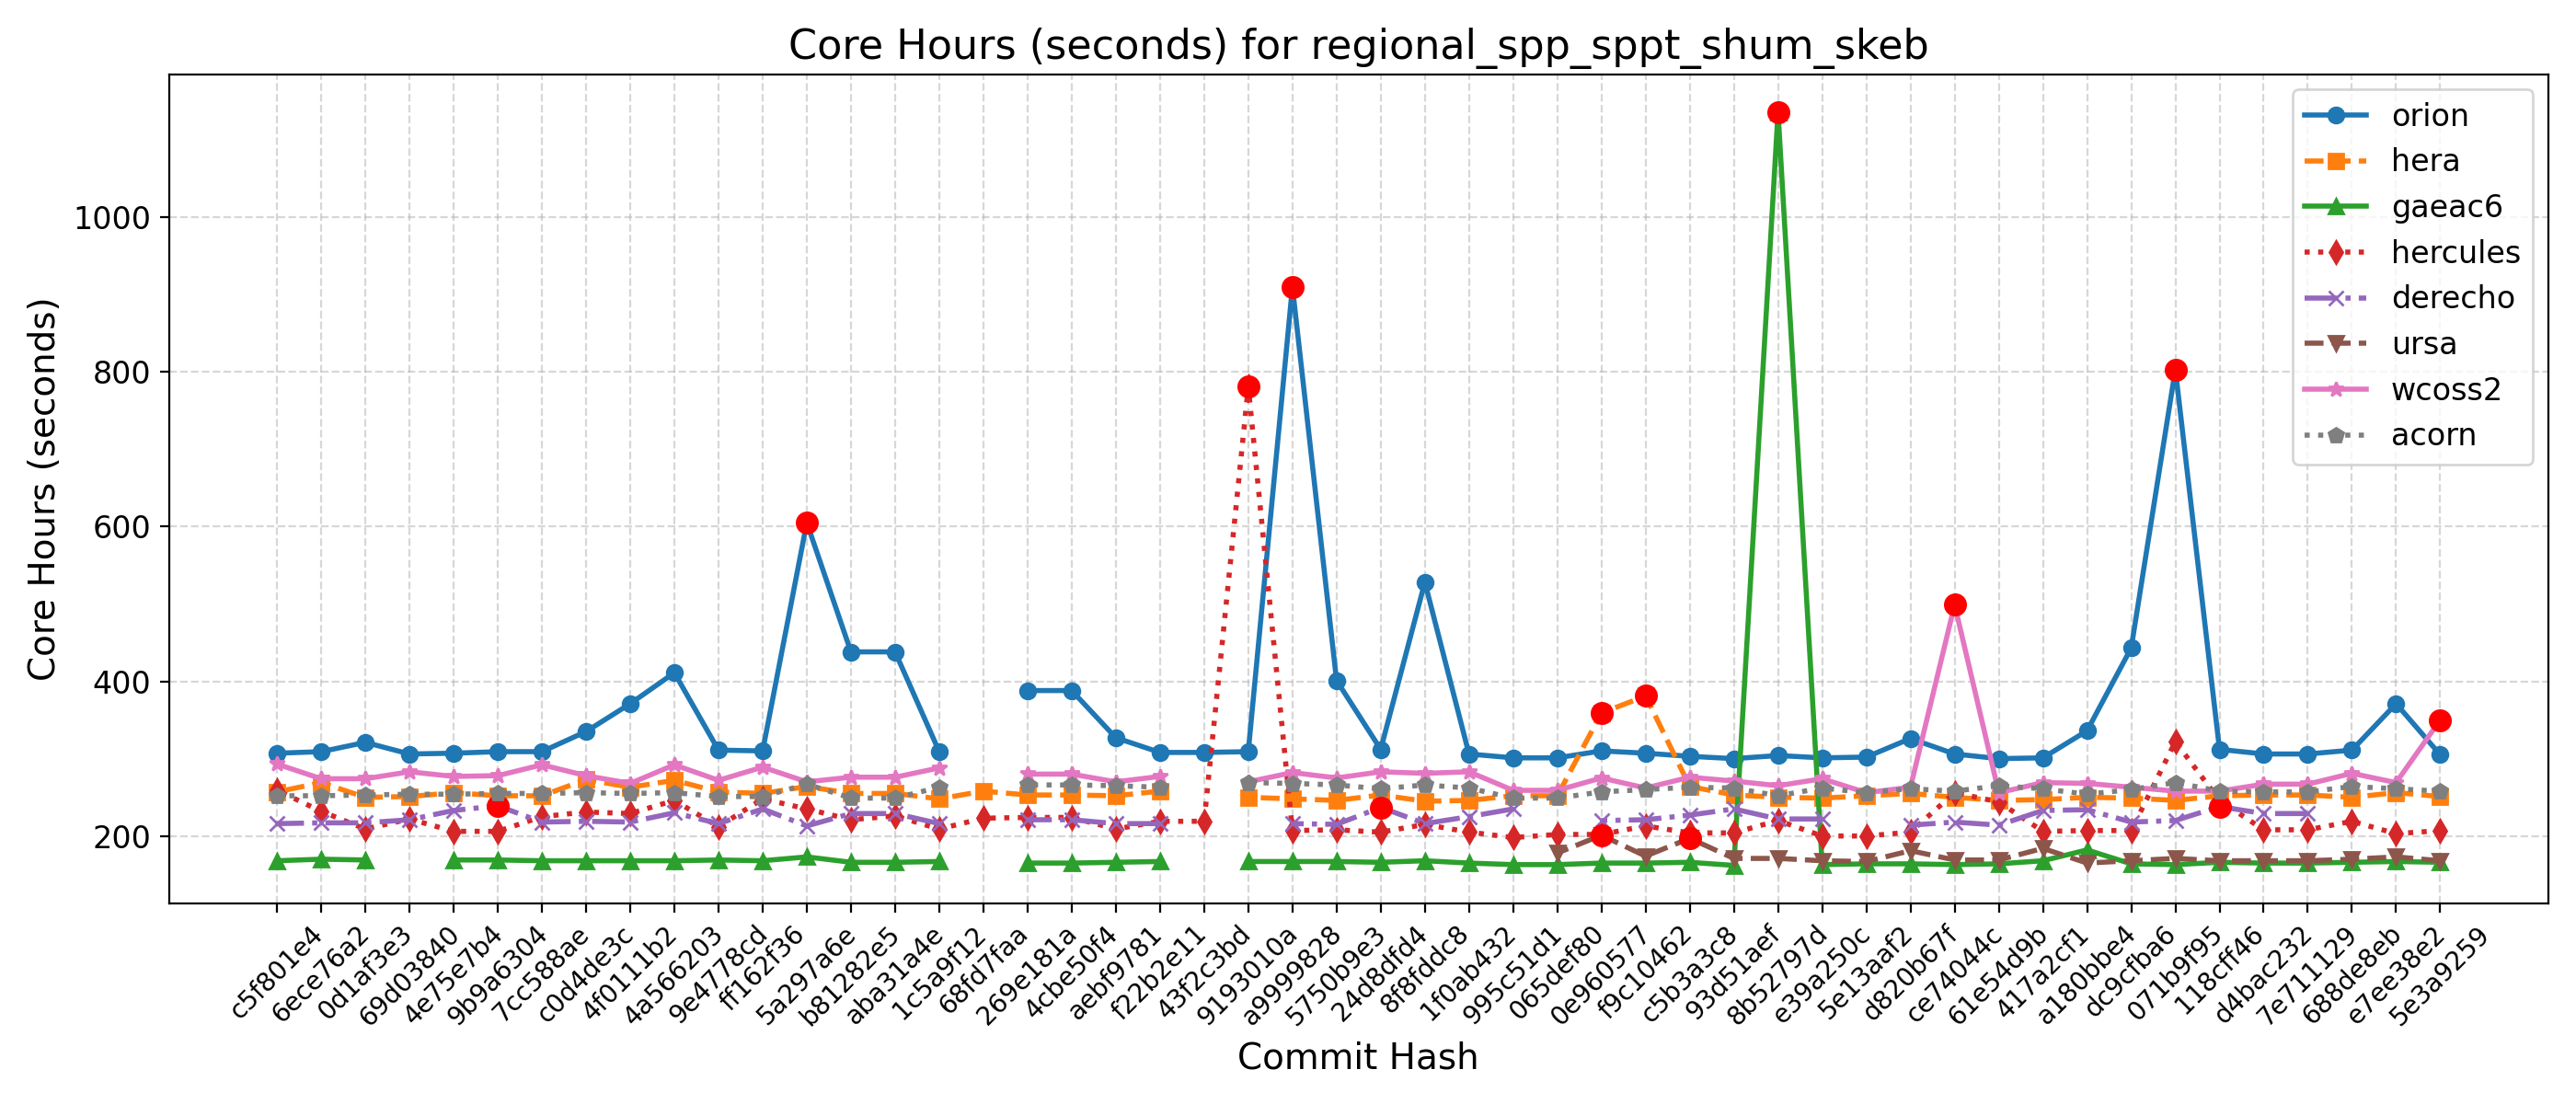 Core Hours (seconds) for regional_spp_sppt_shum_skeb
Core Hours (seconds)
1000
800
600
400
200
orion
hera
gaeac6
hercules
derecho
ursa
wcoss2
acorn
c5f801e4
6ece76a2
0d1af3e3
69d03840
4e75e7b4
9b9a6304
7cc588ae
c0d4de3c
4f0111b2
4a566203
9e4778cd
ff162f36
5a297a6e
b81282e5
aba31a4e
1c5a9f12
68fd7faa
269e181a
4cbe50f4
aebf9781
f22b2e11
43f2c3bd
9193010a
a9999828
5750b9e3
24d8dfd4
8f8fddc8
1f0ab432
995c51d1
065def80
0e960577
f9c10462
c5b3a3c8
93d51aef
8b52797d
e39a250c
5e13aaf2
d820b67f
ce74044c
61e54d9b
417a2cf1
a180bbe4
dc9cfba6
071b9f95
118cff46
d4bac232
7e711129
688de8eb
e7ee38e2
5e3a9259
Commit Hash